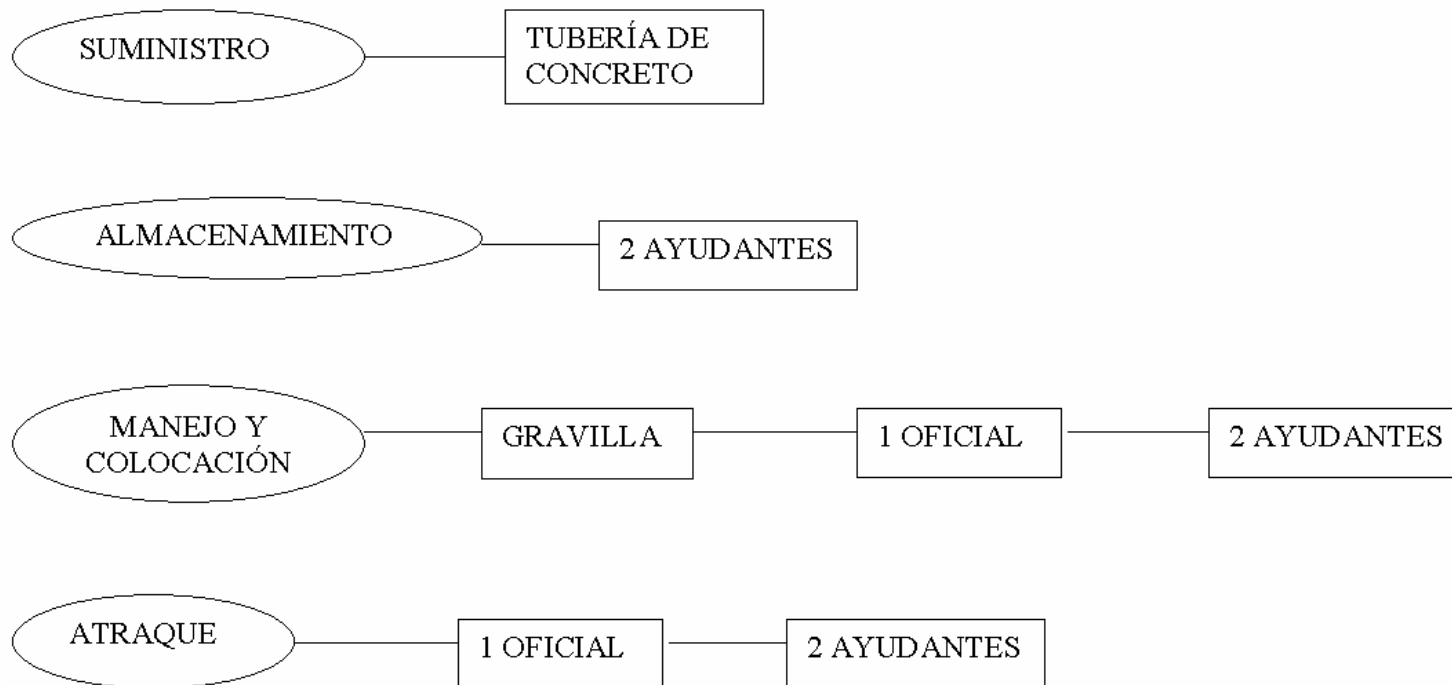 SUMINISTRO
TUBERÍA DE
CONCRETO
ALMACENAMIENTO
2 AYUDANTES
MANEJO Y
COLOCACIÓN
GRAVILLA
1 OFICIAL
2 AYUDANTES
ATRAQUE
1 OFICIAL
2 AYUDANTES